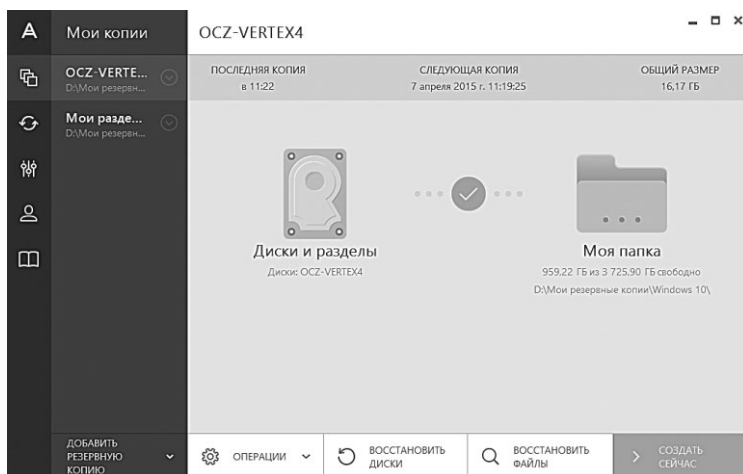 Мои копии
OCZ-VERTEX4
OCZ-VERTE...
D:\Мои резервн...
Мои разде...
D:\Мои резервн...
ПОСЛЕДНЯЯ КОПИЯ
в 11:22
СЛЕДУЮЩАЯ КОПИЯ
7 апреля 2015 г. 11:19:25
ОБЩИЙ РАЗМЕР
16,17 ГБ
Диски и разделы
Диски: OCZ-VERTEX4
Моя папка
959.22 ГБ из 3 725.90 ГБ свободно
D:\Мои резервные копии\Windows 10\
ДОБАВИТЬ
РЕЗЕРВНУЮ
КОПИЮ
ОПЕРАЦИИ
ВОССТАНОВИТЬ
ДИСКИ
ВОССТАНОВИТЬ
ФАЙЛЫ
СОЗДАТЬ
СЕЙЧАС